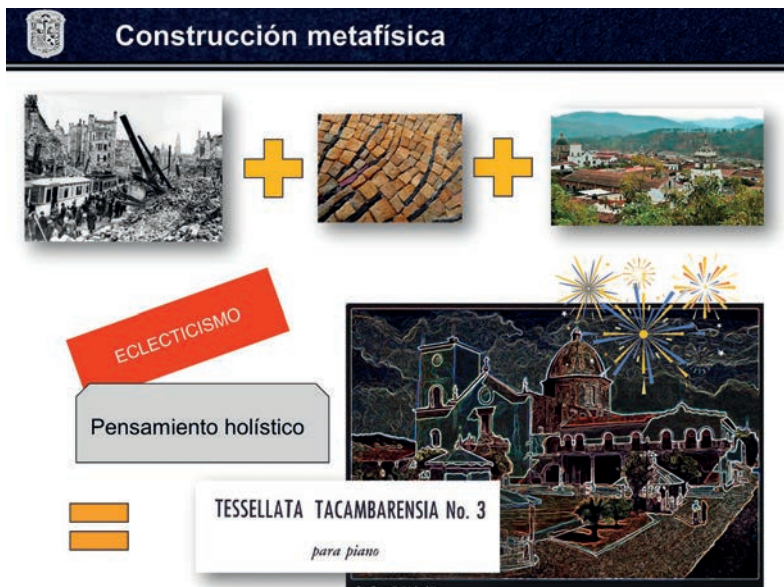 Construcción metafísica
ECLECTICISMO
Pensamiento holístico
TESSELLATA TACAMBARENSIA No. 3
para piano